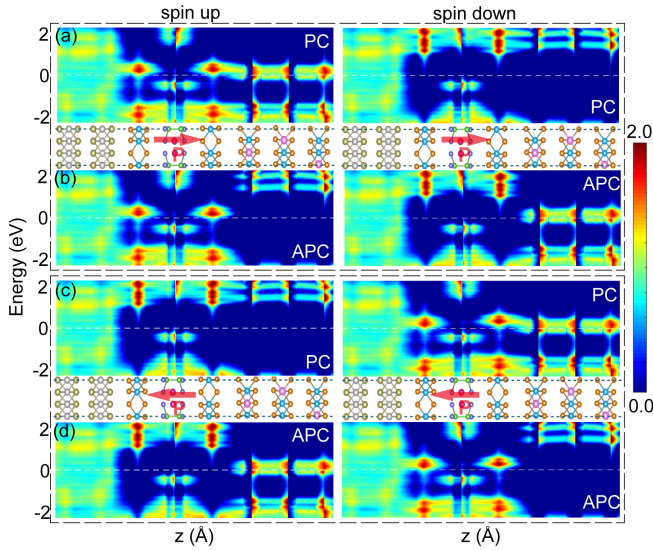 spin up
spin down
(a)
2
PC
0
-2
PC
P
P
2.0
(b)
2
APC
0
-2
APC
Energy (eV)
(c)
2
PC
0
-2
PC
P
P
0.0
(d)
2
APC
0
-2
APC
z (Å)
z (Å)